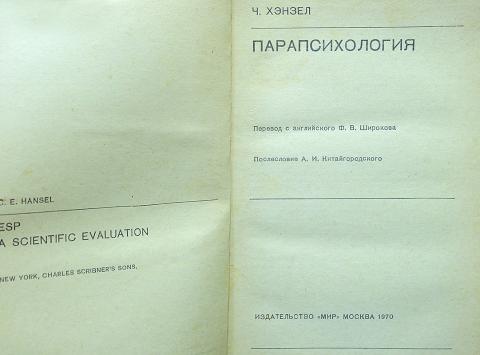 C. E. HANSEL
ESP
A SCIENTIFIC EVALUATION
NEW YORK, CHARLES SCRIBNER'S SONS,
Ч. ХЭНЗЕЛ
ПАРАПСИХОЛОГИЯ
Перевод с английского Ф. В. Широкова
Послесловие А. И. Китайгородского
ИЗДАТЕЛЬСТВО «МИР» МОСКВА 1970